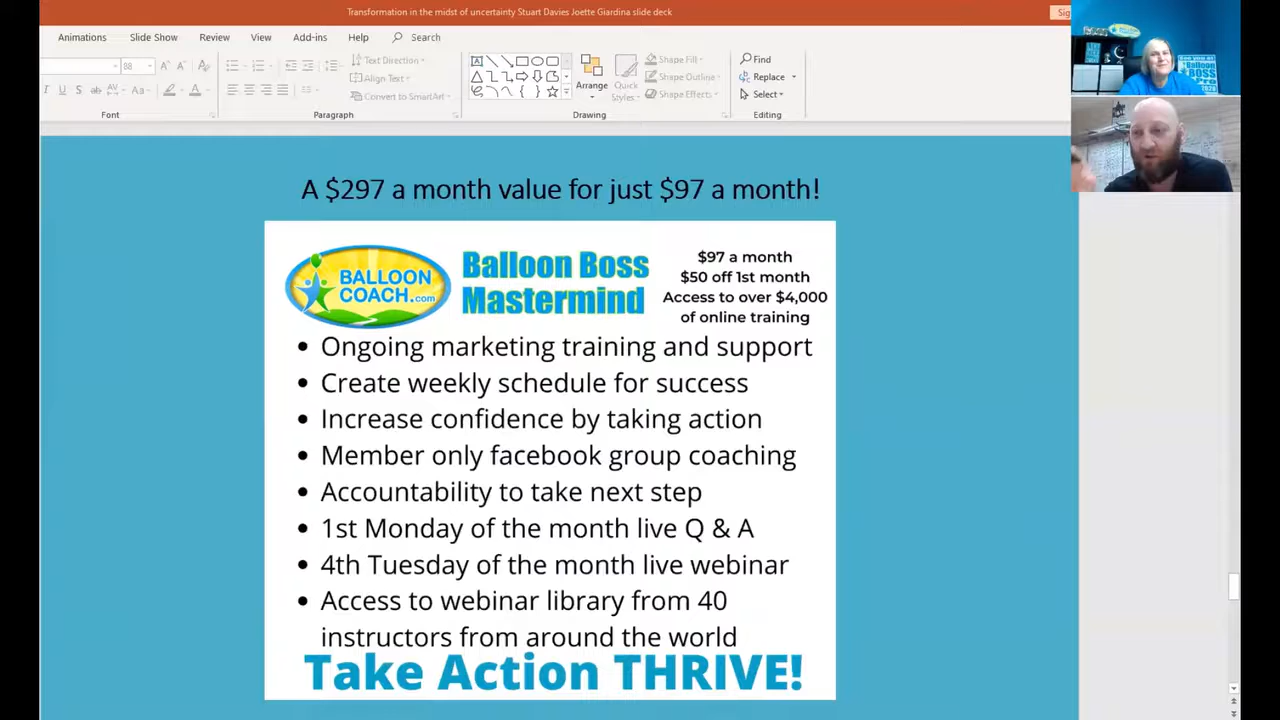 Transformation in the midst of uncertainty Stuart Davies Joette Giardina slide deck
Sig
Animations Slide Show Review View Add-ins Help Search
88
Text Direction
Align Text
Convert to SmartArt
Arrange
Quick
Styles
Shape Fill
Shape Outline
Shape Effects
Find
Replace
Select
Font Paragraph Drawing Editing
A $297 a month value for just $97 a month!
BALLOON
COACH.com
Balloon Boss
Mastermind
$97 a month
$50 off 1st month
Access to over $4,000
of online training
• Ongoing marketing training and support
• Create weekly schedule for success
• Increase confidence by taking action
• Member only facebook group coaching
• Accountability to take next step
• 1st Monday of the month live Q & A
• 4th Tuesday of the month live webinar
• Access to webinar library from 40
instructors from around the world
Take Action THRIVE!
Balloon
BOSS